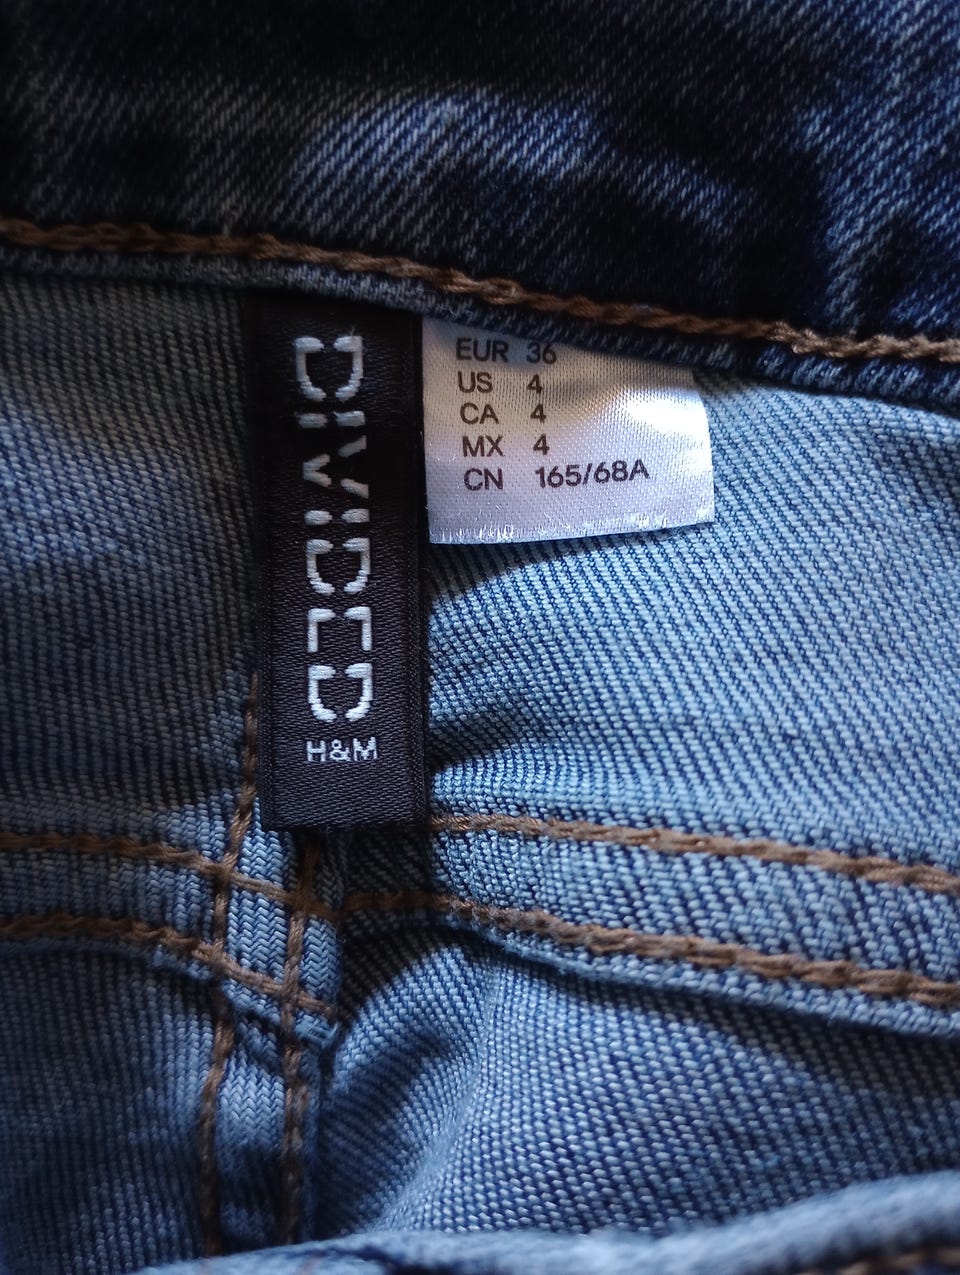 DIVIDED
H&M
EUR 36
US 4
CA 4
MX 4
CN 165/68A